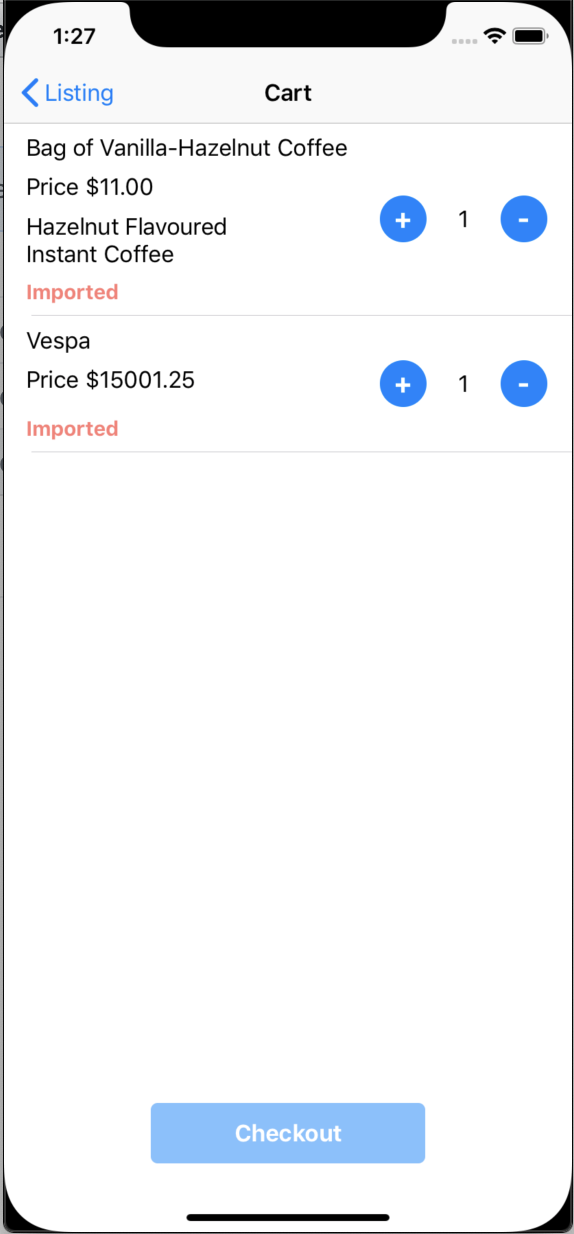 1:27
Listing
Cart
Bag of Vanilla-Hazelnut Coffee
Price $11.00
Hazelnut Flavoured
Instant Coffee
Imported
+ 1 -
Vespa
Price $15001.25
Imported
+ 1 -
Checkout